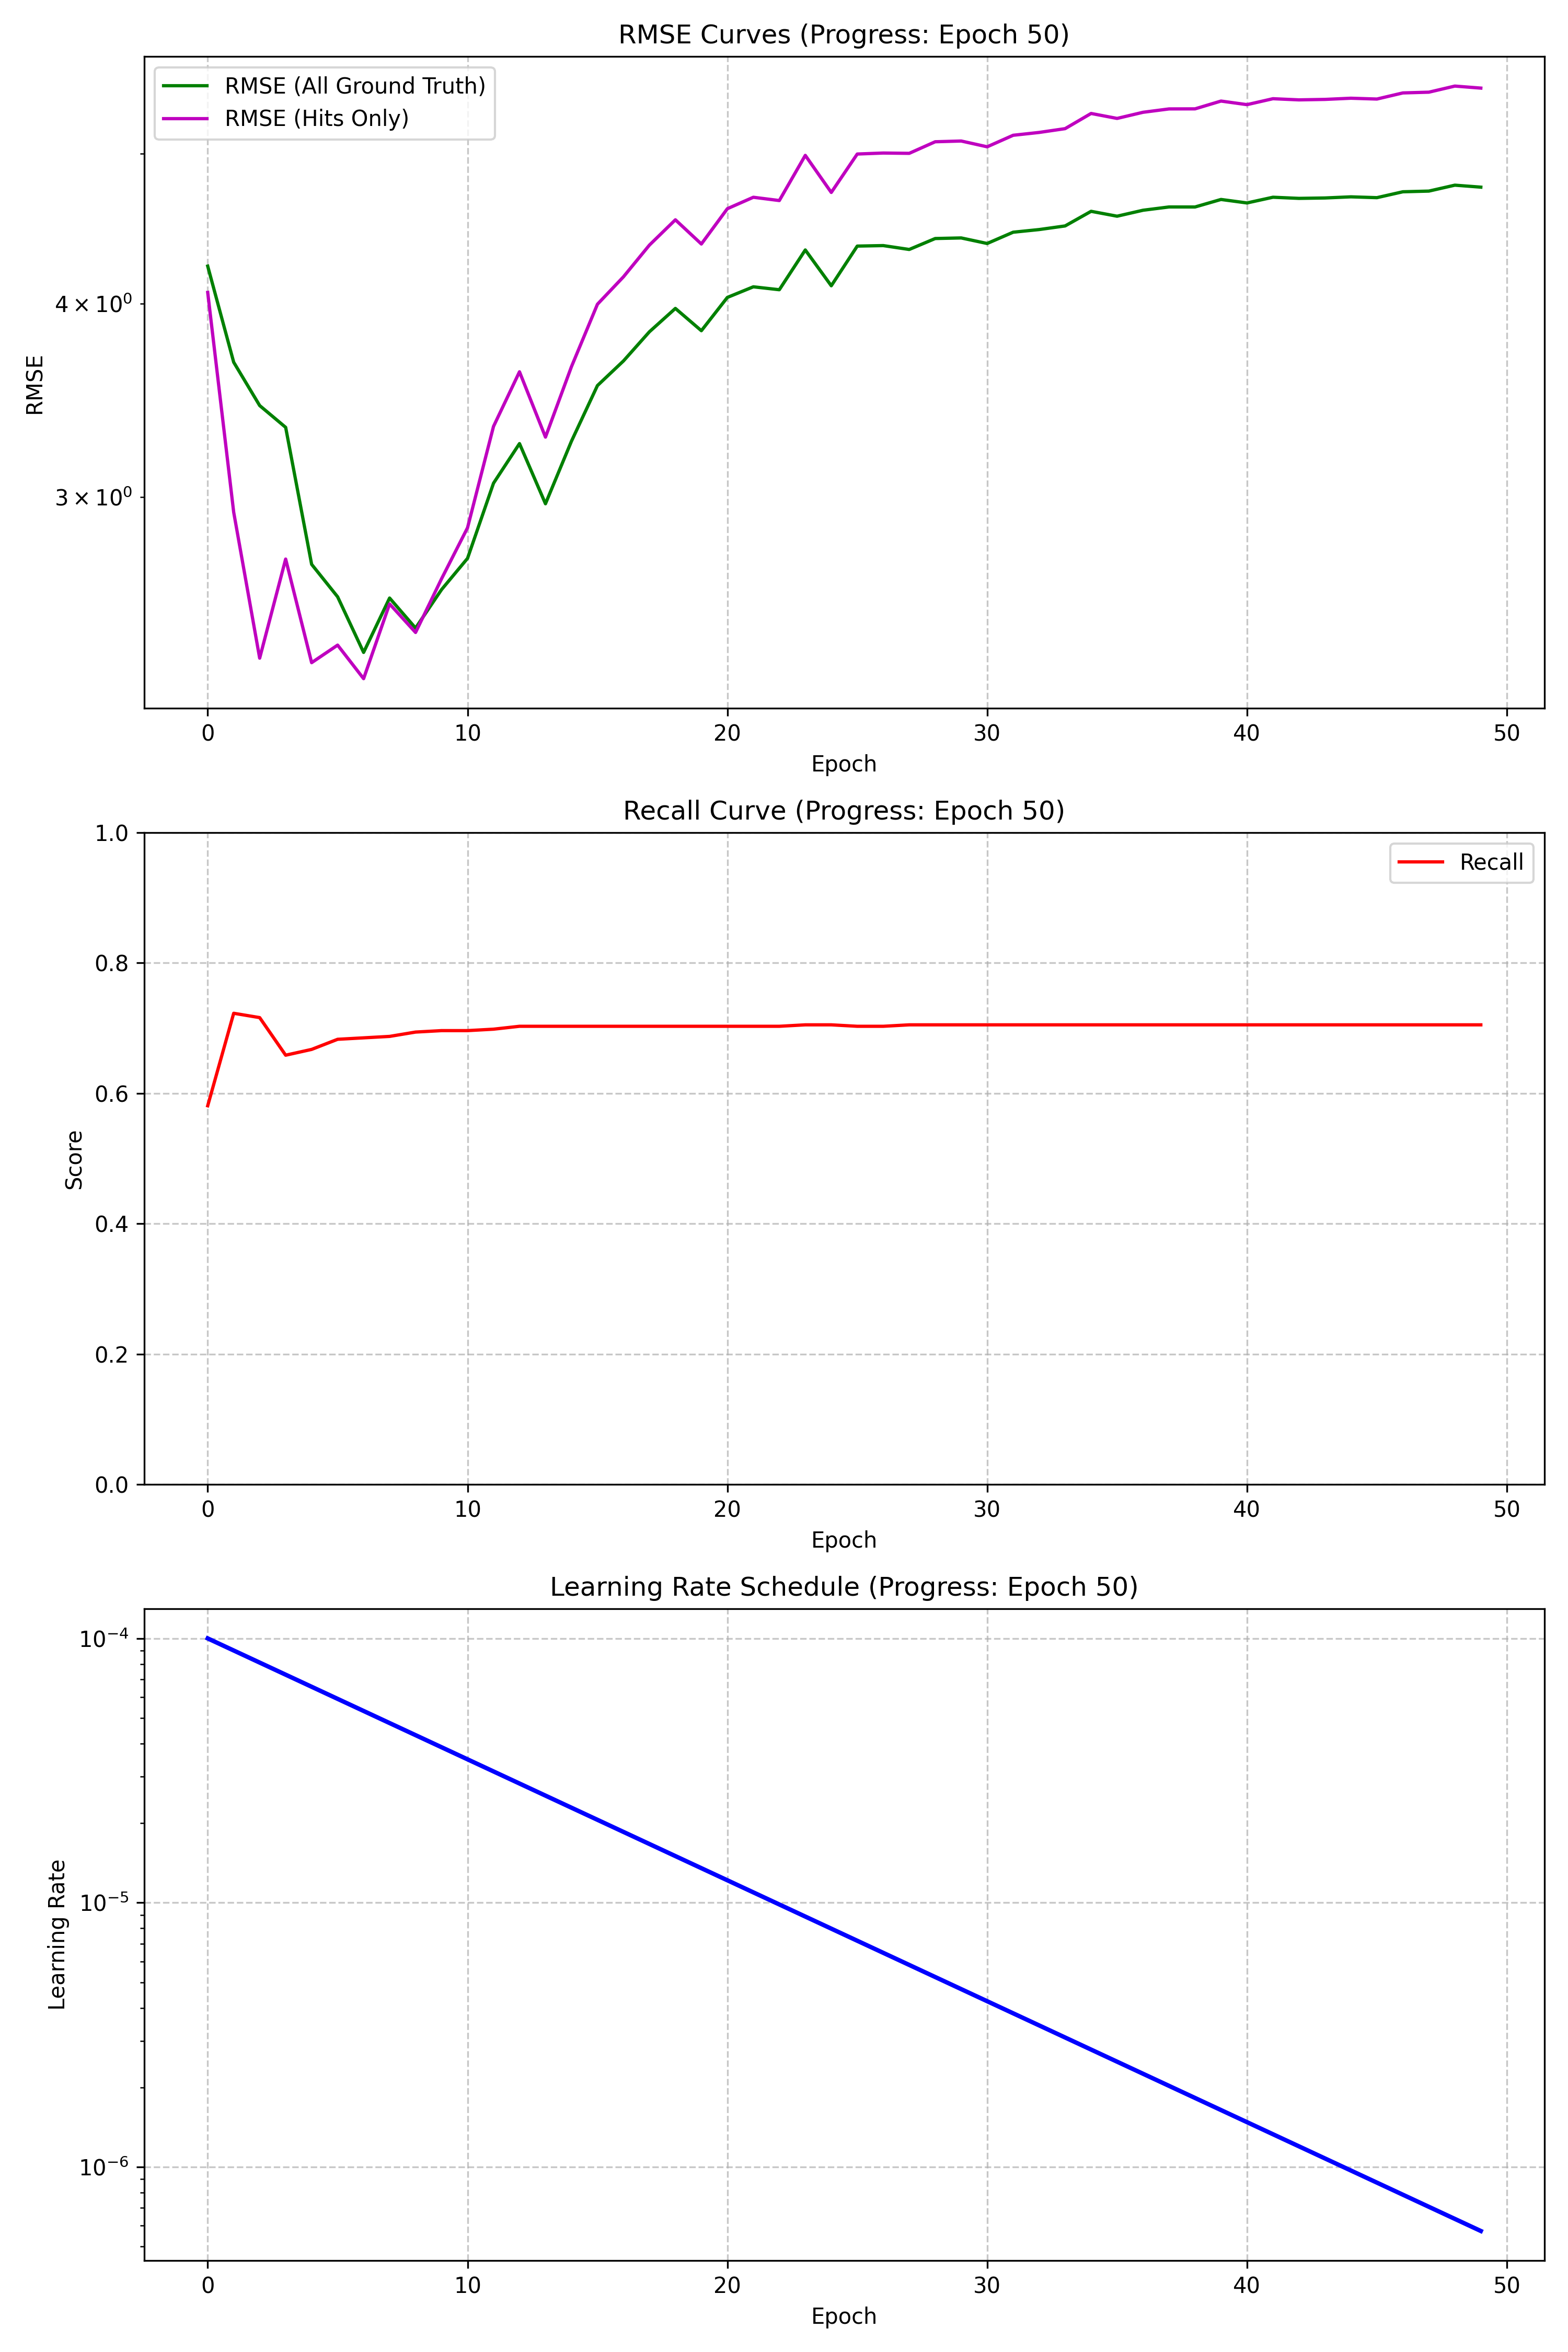 RMSE Curves (Progress: Epoch 50)
RMSE (All Ground Truth)
RMSE (Hits Only)
4 × 10⁰
3 × 10⁰
RMSE
0 10 20 30 40 50
Epoch
Recall Curve (Progress: Epoch 50)
Recall
1.0
0.8
0.6
0.4
0.2
0.0
Score
0 10 20 30 40 50
Epoch
Learning Rate Schedule (Progress: Epoch 50)
10⁻⁴
10⁻⁵
10⁻⁶
Learning Rate
0 10 20 30 40 50
Epoch